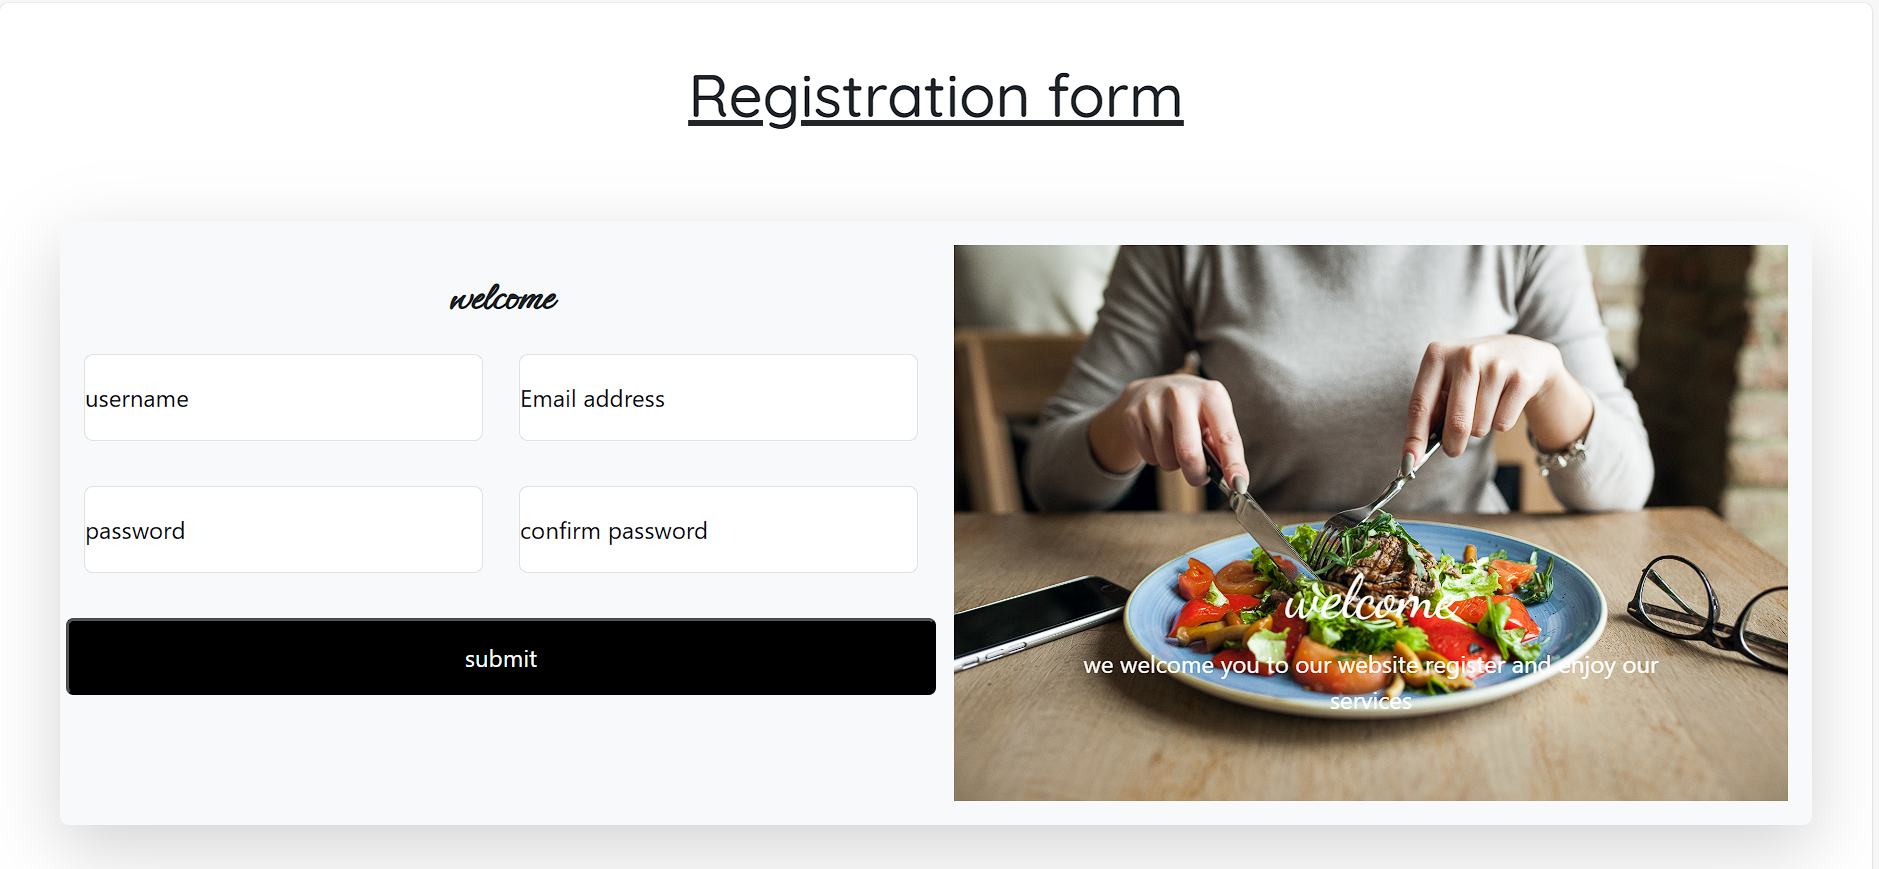 Registration form
welcome
username
Email address
password
confirm password
submit
welcome
we welcome you to our website register and enjoy our
services